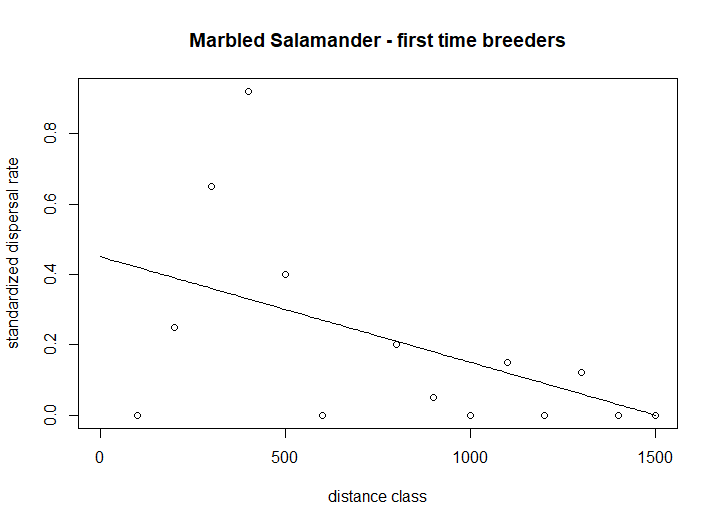 Marbled Salamander - first time breeders
standardized dispersal rate
0.8
0.6
0.4
0.2
0.0
0 500 1000 1500
distance class